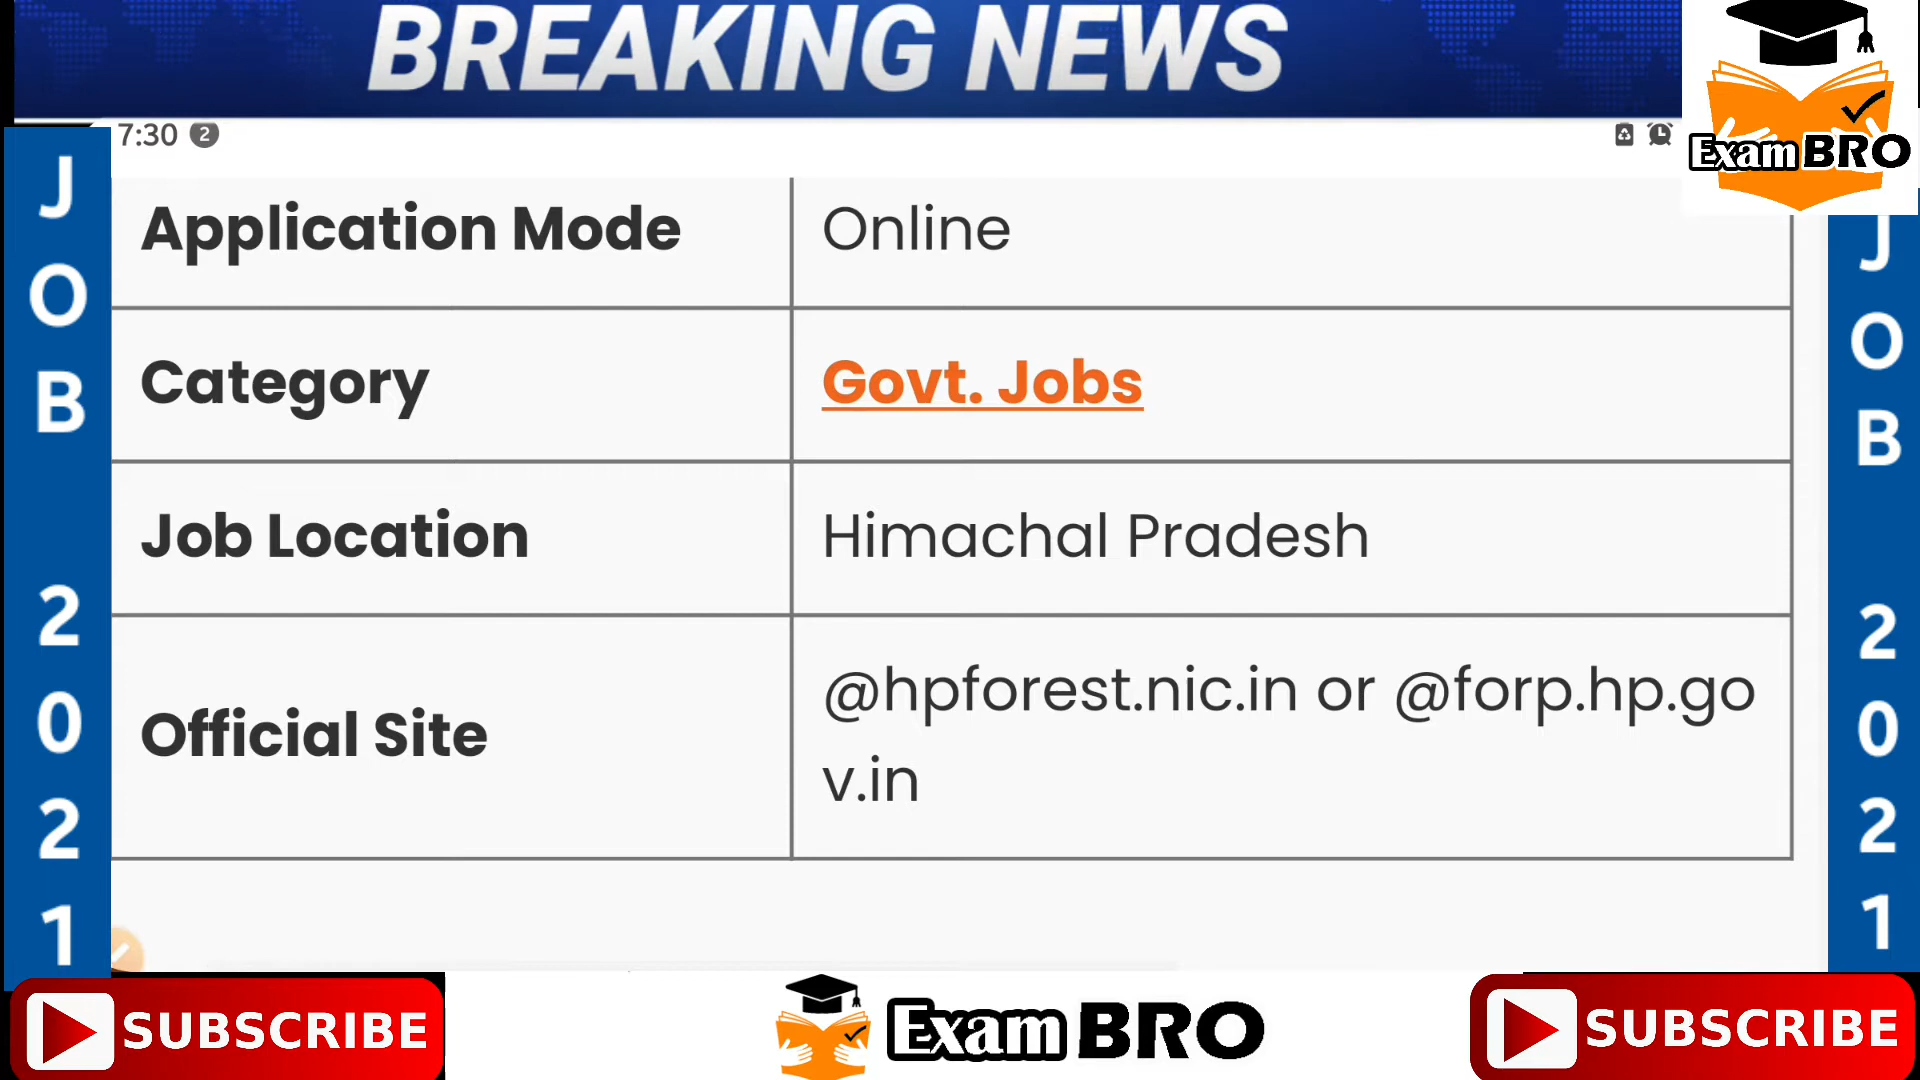 BREAKING NEWS
Exam BRO
7:30 2
JOB 2021
JOB 2021
Application Mode Online
Category Govt. Jobs
Job Location Himachal Pradesh
Official Site @hpforest.nic.in or @forp.hp.go
v.in
SUBSCRIBE
Exam BRO
SUBSCRIBE